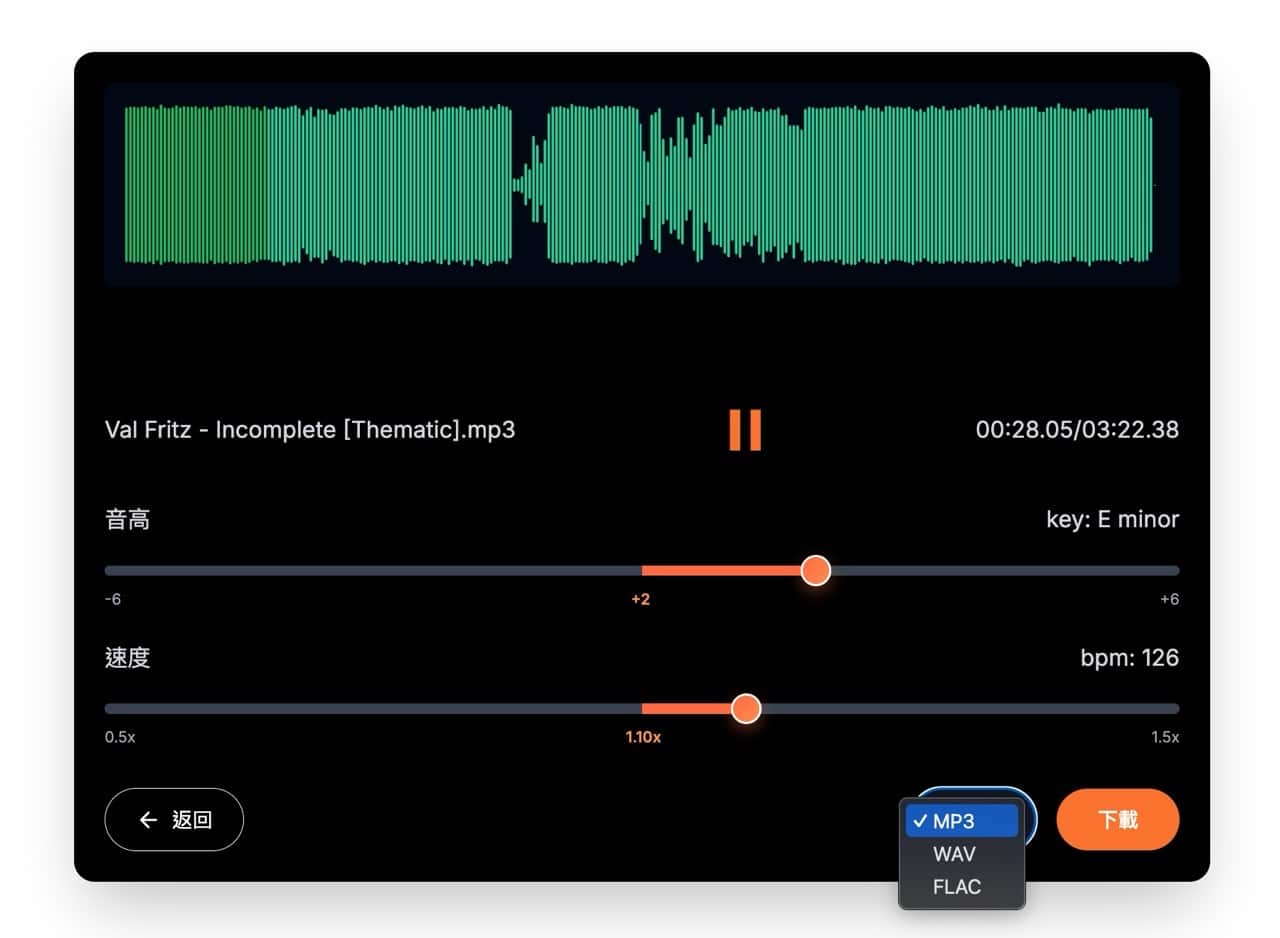 Val Fritz - Incomplete [Thematic].mp3
00:28.05/03:22.38
音高
key: E minor
-6
+2
+6
速度
bpm: 126
0.5x
1.10x
1.5x
← 返回
✓ MP3
WAV
FLAC
下載